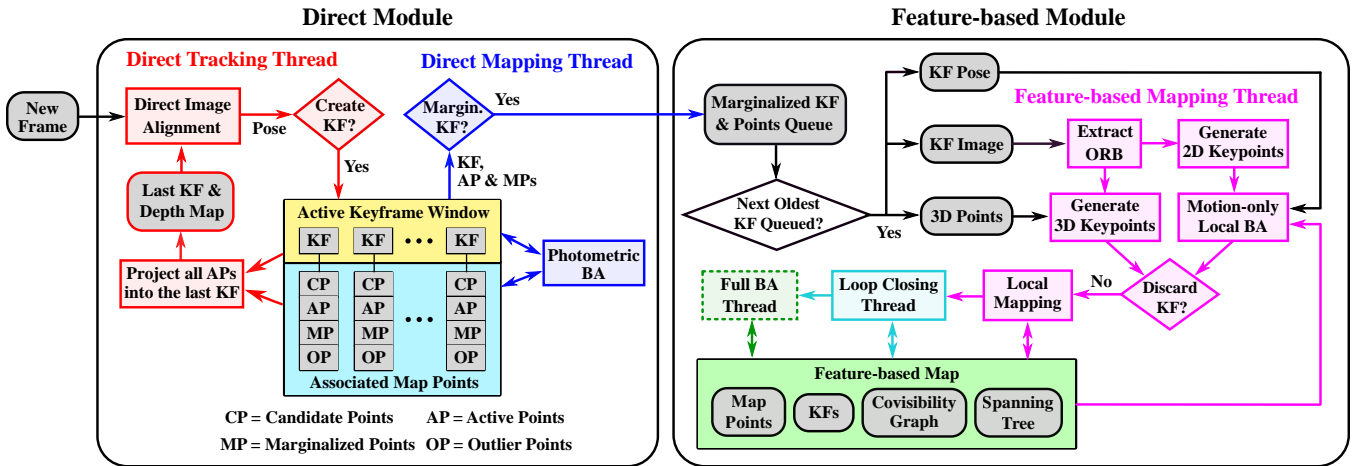 Direct Module
Feature-based Module
Direct Tracking Thread
Direct Mapping Thread
New
Frame
Direct Image
Alignment
Pose
Create
KF?
Yes
Margin.
KF?
Yes
KF,
AP & MPs
Last KF &
Depth Map
Project all APs
into the last KF
Active Keyframe Window
KF KF KF
CP CP CP
AP AP AP
MP MP MP
OP OP OP
Associated Map Points
Photometric
BA
CP = Candidate Points AP = Active Points
MP = Marginalized Points OP = Outlier Points
Marginalized KF
& Points Queue
Next Oldest
KF Queued?
Yes
KF Pose
Feature-based Mapping Thread
KF Image
Extract
ORB
Generate
2D Keypoints
3D Points
Generate
3D Keypoints
Motion-only
Local BA
Discard
KF?
No
Local
Mapping
Loop Closing
Thread
Full BA
Thread
Feature-based Map
Map
Points
KFs
Covisibility
Graph
Spanning
Tree